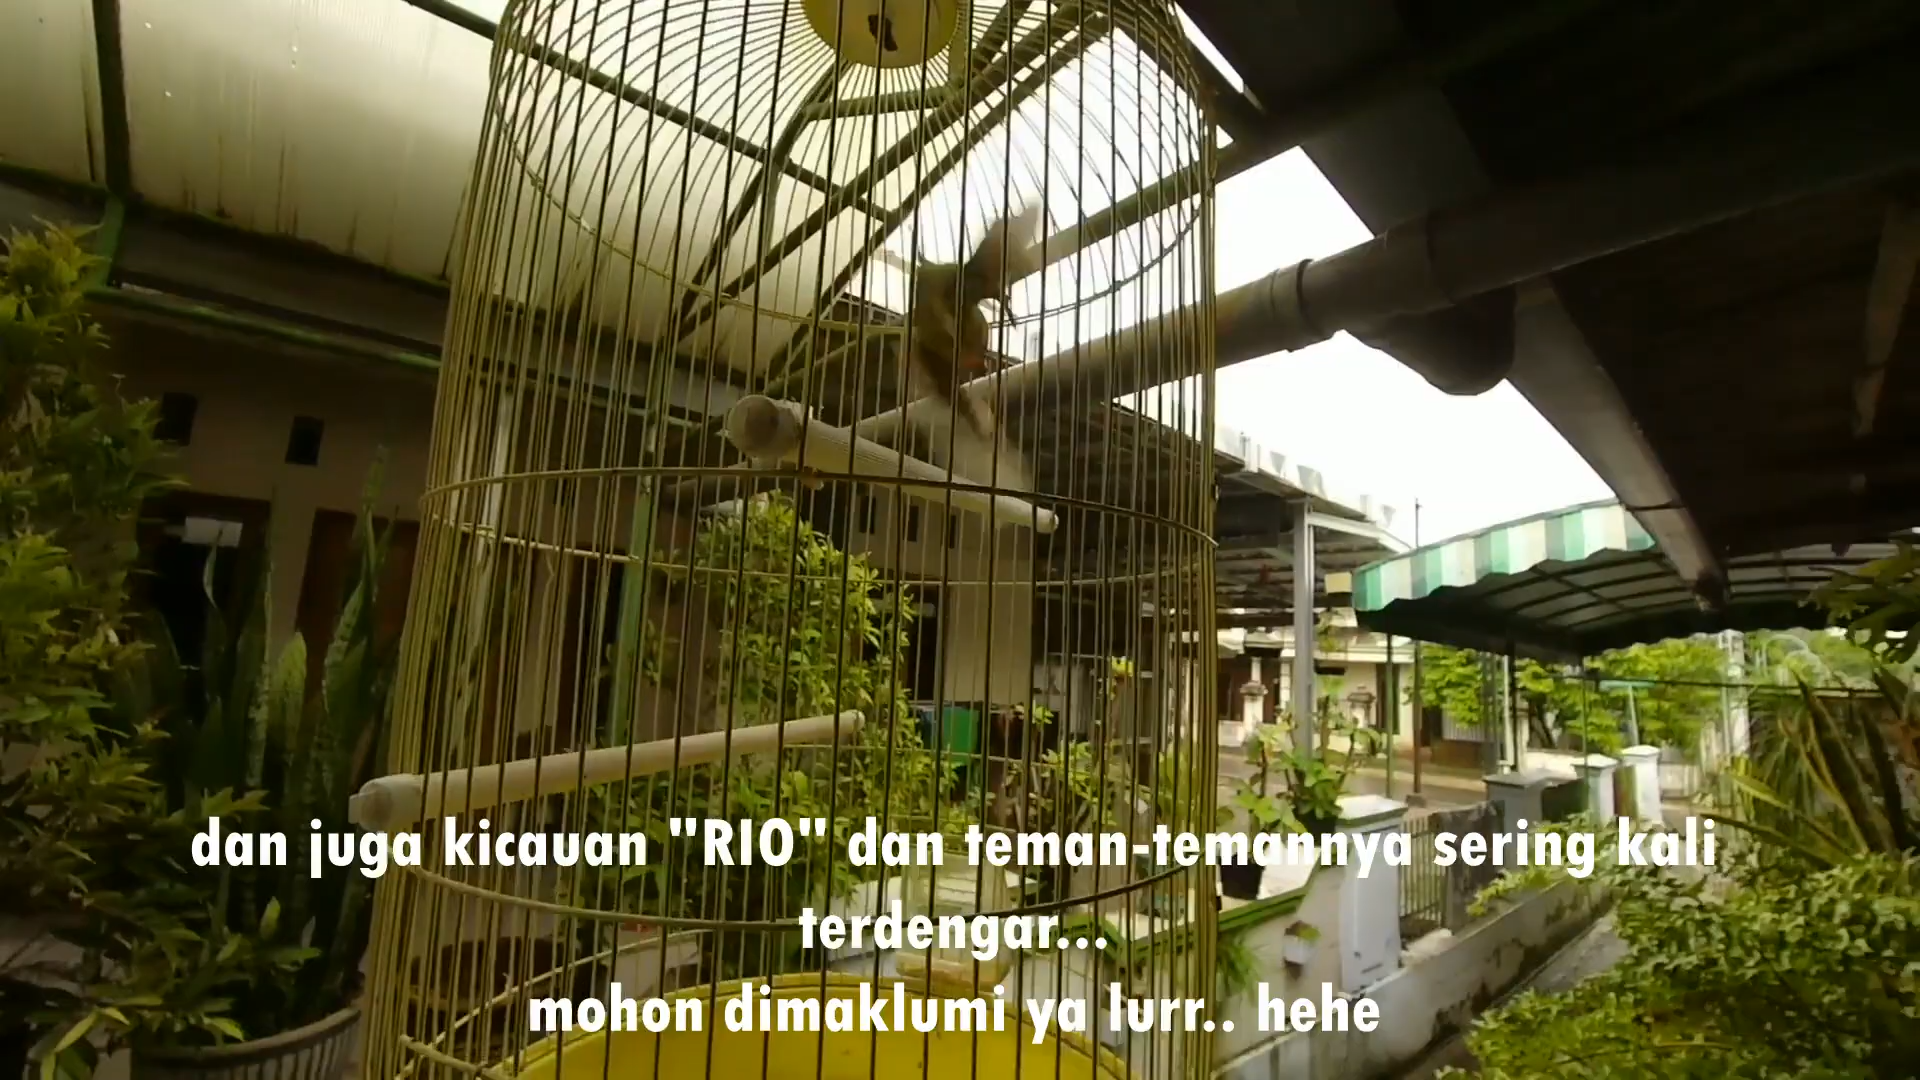 dan juga kicauan "RIO" dan teman-temannya sering kali
terdengar...
mohon dimaklumi ya lurr.. hehe